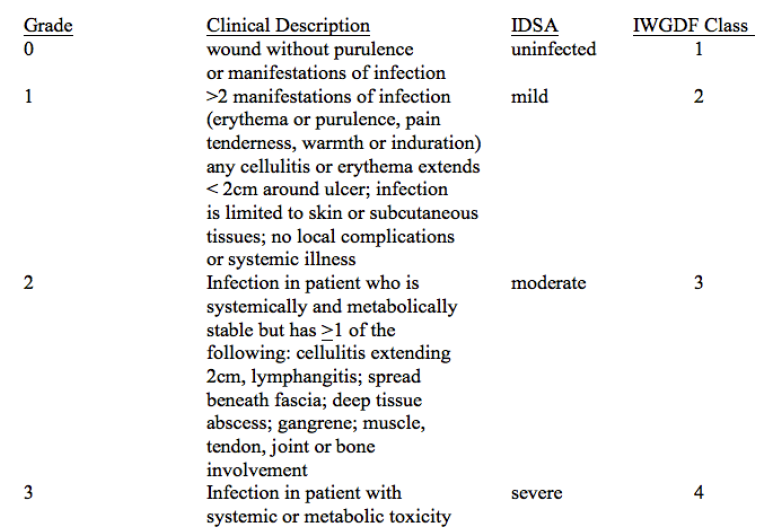 Grade Clinical Description IDSA IWGDF Class
0 wound without purulence uninfected 1
or manifestations of infection
1 >2 manifestations of infection mild 2
(erythema or purulence, pain
tenderness, warmth or induration)
any cellulitis or erythema extends
< 2cm around ulcer; infection
is limited to skin or subcutaneous
tissues; no local complications
or systemic illness
2 Infection in patient who is moderate 3
systemically and metabolically
stable but has ≥1 of the
following: cellulitis extending
2cm, lymphangitis; spread
beneath fascia; deep tissue
abscess; gangrene; muscle,
tendon, joint or bone
involvement
3 Infection in patient with severe 4
systemic or metabolic toxicity